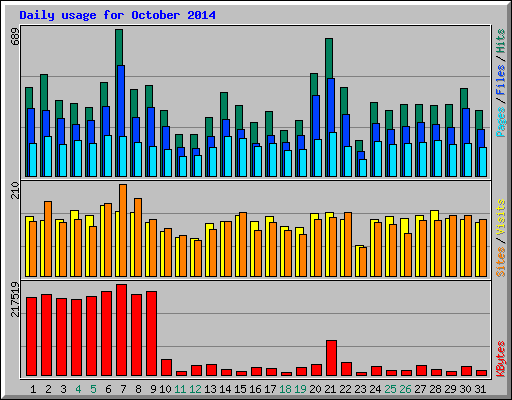 Daily usage for October 2014
689
Pages / Files / Hits
210
Sites / Visits
217519
KBytes
1 2 3 4 5 6 7 8 9 10 11 12 13 14 15 16 17 18 19 20 21 22 23 24 25 26 27 28 29 30 31